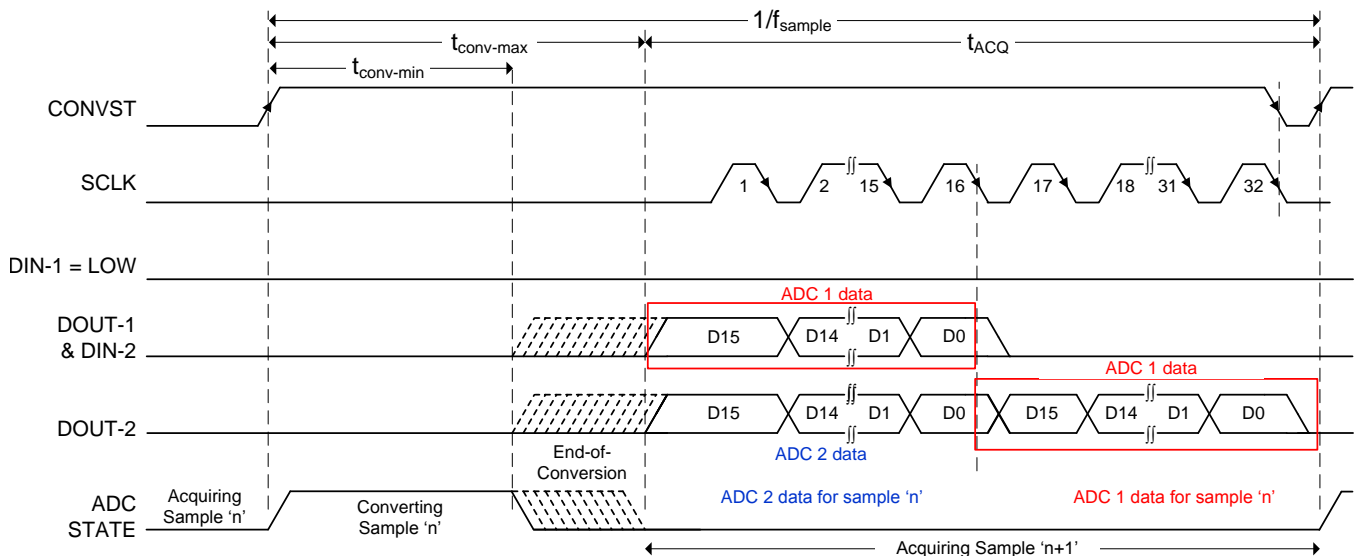 1/fsample
tconv-max
tACQ
tconv-min
CONVST
SCLK
1 2 15 16 17 18 31 32
DIN-1 = LOW
ADC 1 data
DOUT-1
& DIN-2
D15 D14 D1 D0
ADC 1 data
DOUT-2
D15 D14 D1 D0 D15 D14 D1 D0
End-of-
Conversion
ADC 2 data
ADC
STATE
Acquiring
Sample ‘n’
Converting
Sample ‘n’
ADC 2 data for sample ‘n’
ADC 1 data for sample ‘n’
Acquiring Sample ‘n+1’